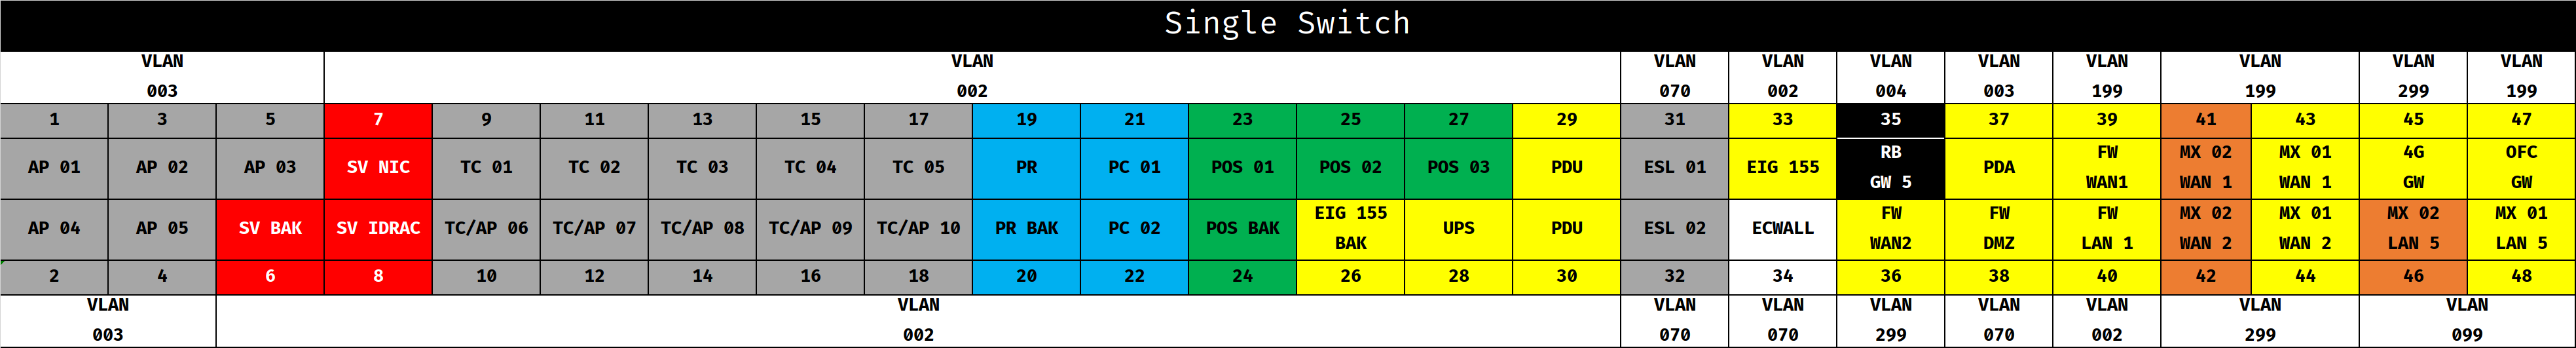 Single Switch
VLAN VLAN VLAN VLAN VLAN VLAN VLAN VLAN VLAN VLAN
003 002 070 002 004 003 199 199 299 199
1 3 5 7 9 11 13 15 17 19 21 23 25 27 29 31 33 35 37 39 41 43 45 47
RB FW MX 02 MX 01 4G OFC
AP 01 AP 02 AP 03 SV NIC TC 01 TC 02 TC 03 TC 04 TC 05 PR PC 01 POS 01 POS 02 POS 03 PDU ESL 01 EIG 155 PDA
GW 5 WAN1 WAN 1 WAN 1 GW GW
EIG 155 FW FW FW MX 02 MX 01 MX 02 MX 01
AP 04 AP 05 SV BAK SV IDRAC TC/AP 06 TC/AP 07 TC/AP 08 TC/AP 09 TC/AP 10 PR BAK PC 02 POS BAK UPS PDU ESL 02 ECWALL
BAK WAN2 DMZ LAN 1 WAN 2 WAN 2 LAN 5 LAN 5
2 4 6 8 10 12 14 16 18 20 22 24 26 28 30 32 34 36 38 40 42 44 46 48
VLAN VLAN VLAN VLAN VLAN VLAN VLAN VLAN VLAN
003 002 070 070 299 070 002 299 099